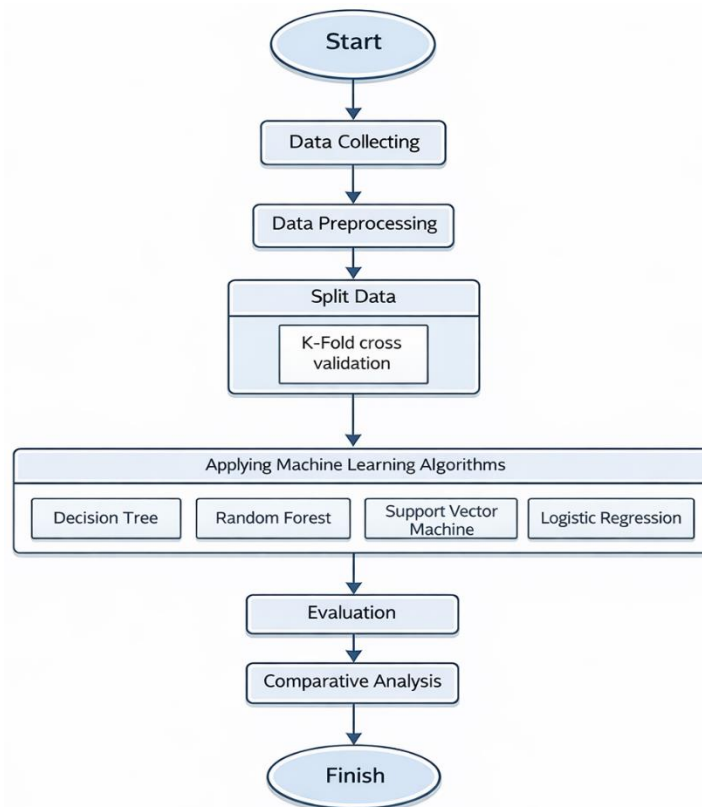 Start
Data Collecting
Data Preprocessing
Split Data
K-Fold cross
validation
Applying Machine Learning Algorithms
Decision Tree
Random Forest
Support Vector
Machine
Logistic Regression
Evaluation
Comparative Analysis
Finish